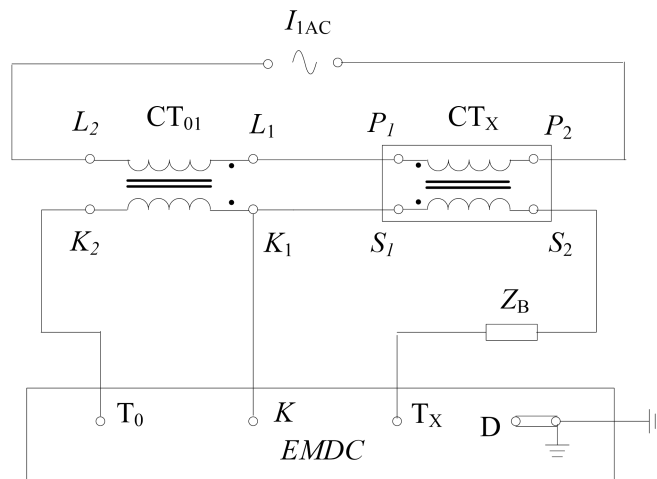 I₁AC
L₂ CT₀₁ L₁ P₁ CTX P₂
K₂ K₁ S₁ S₂
ZB
T₀ K TX D
EMDC